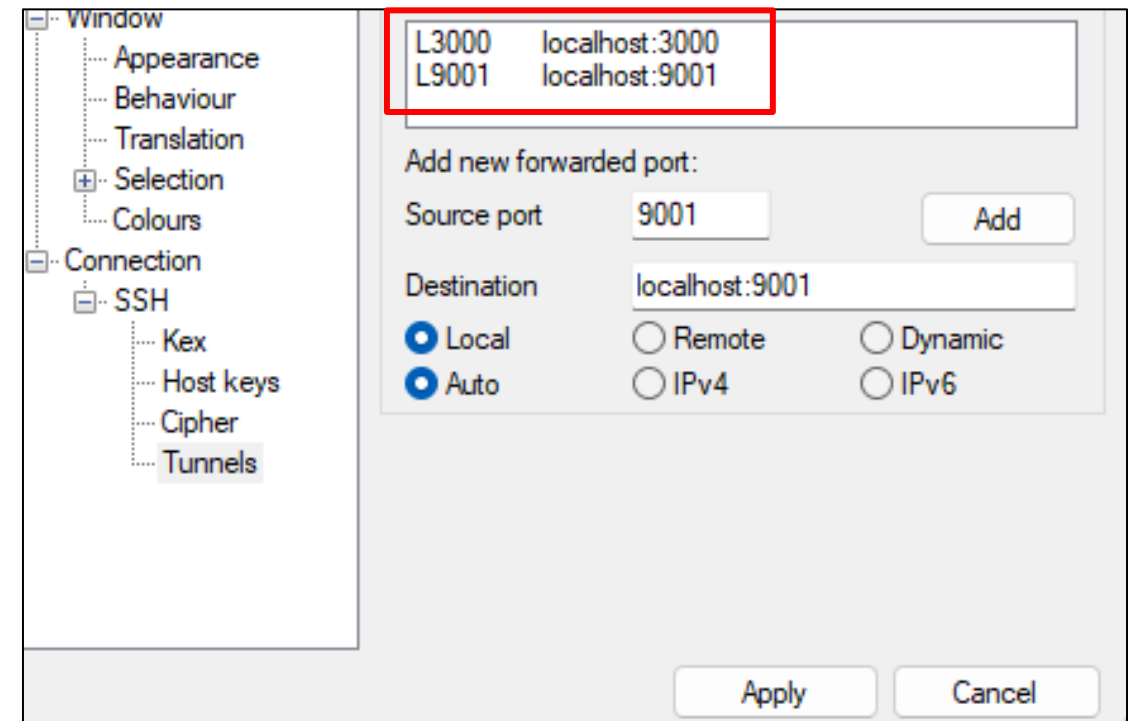 Window
Appearance
Behaviour
Translation
Selection
Colours
Connection
SSH
Kex
Host keys
Cipher
Tunnels
L3000 localhost:3000
L9001 localhost:9001
Add new forwarded port:
Source port 9001 Add
Destination localhost:9001
Local Remote Dynamic
Auto IPv4 IPv6
Apply Cancel